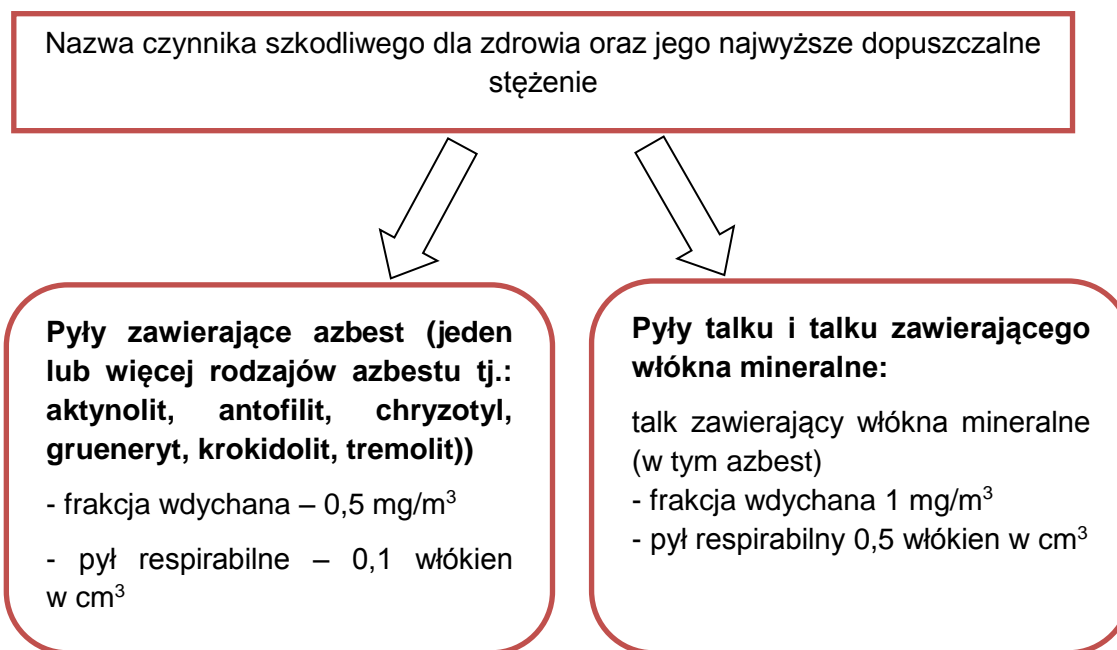 Nazwa czynnika szkodliwego dla zdrowia oraz jego najwyższe dopuszczalne
stężenie
Pyły zawierające azbest (jeden
lub więcej rodzajów azbestu tj.:
aktynolit, antofilit, chryzotyl,
grueneryt, krokidolit, tremolit))
- frakcja wdychana – 0,5 mg/m³
- pył respirabilne – 0,1 włókien
w cm³
Pyły talku i talku zawierającego
włókna mineralne:
talk zawierający włókna mineralne
(w tym azbest)
- frakcja wdychana 1 mg/m³
- pył respirabilny 0,5 włókien w cm³